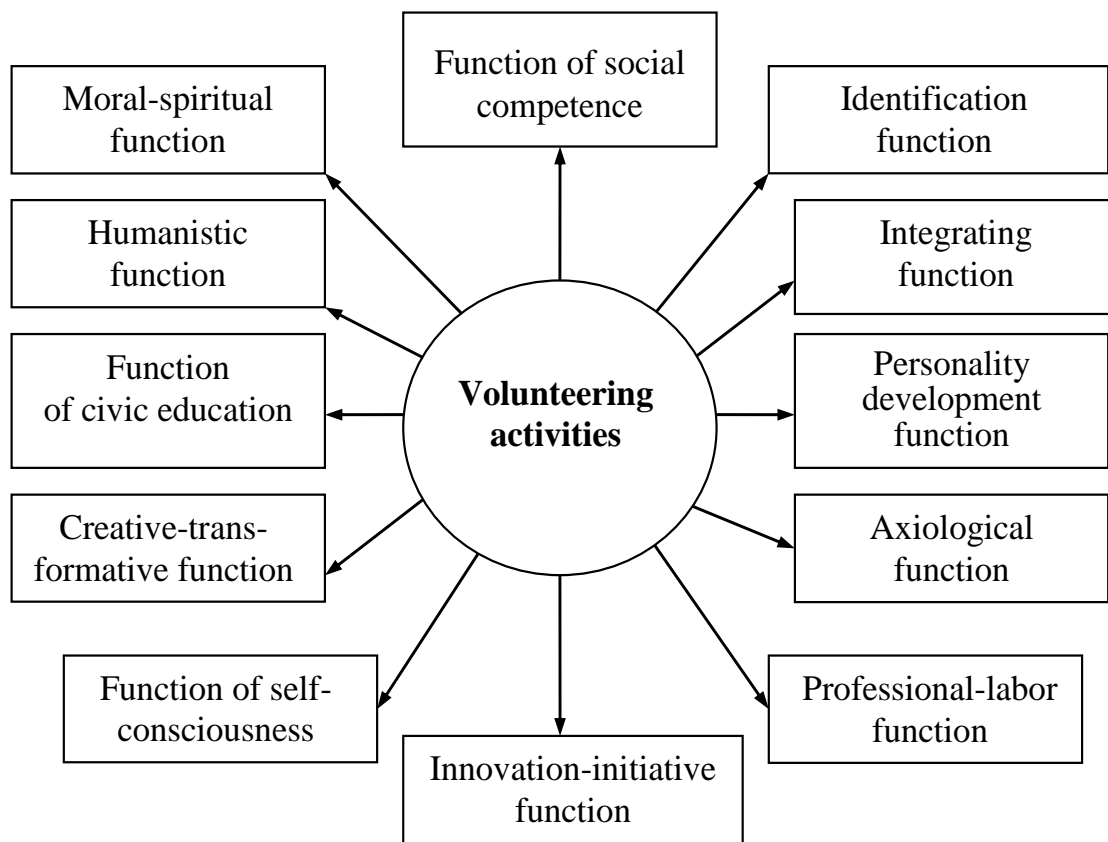 Function of social
competence
Moral-spiritual
function
Identification
function
Humanistic
function
Integrating
function
Function
of civic education
Volunteering
activities
Personality
development
function
Creative-trans-
formative function
Axiological
function
Function of self-
consciousness
Innovation-initiative
function
Professional-labor
function